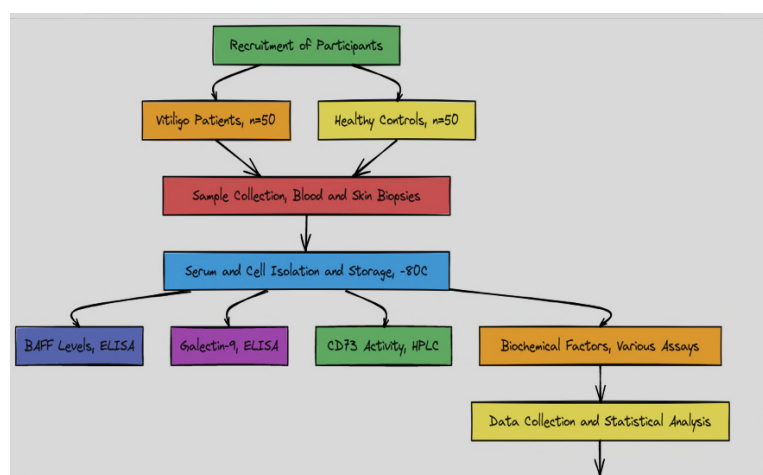 Recruitment of Participants
Vitiligo Patients, n=50
Healthy Controls, n=50
Sample Collection, Blood and Skin Biopsies
Serum and Cell Isolation and Storage, -80C
BAFF Levels, ELISA
Galectin-9, ELISA
CD73 Activity, HPLC
Biochemical Factors, Various Assays
Data Collection and Statistical Analysis